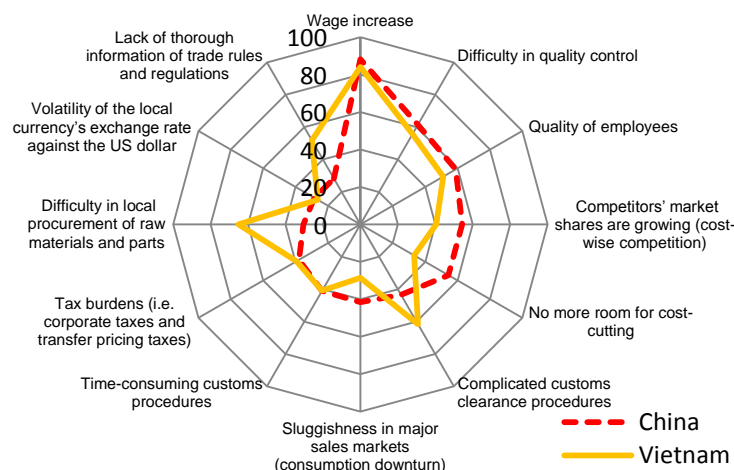 Wage increase
100
80
60
40
20
0
Difficulty in quality control
Quality of employees
Competitors’ market
shares are growing (cost-
wise competition)
No more room for cost-
cutting
Complicated customs
clearance procedures
Sluggishness in major
sales markets
(consumption downturn)
Time-consuming customs
procedures
Tax burdens (i.e.
corporate taxes and
transfer pricing taxes)
Difficulty in local
procurement of raw
materials and parts
Volatility of the local
currency’s exchange rate
against the US dollar
Lack of thorough
information of trade rules
and regulations
China
Vietnam